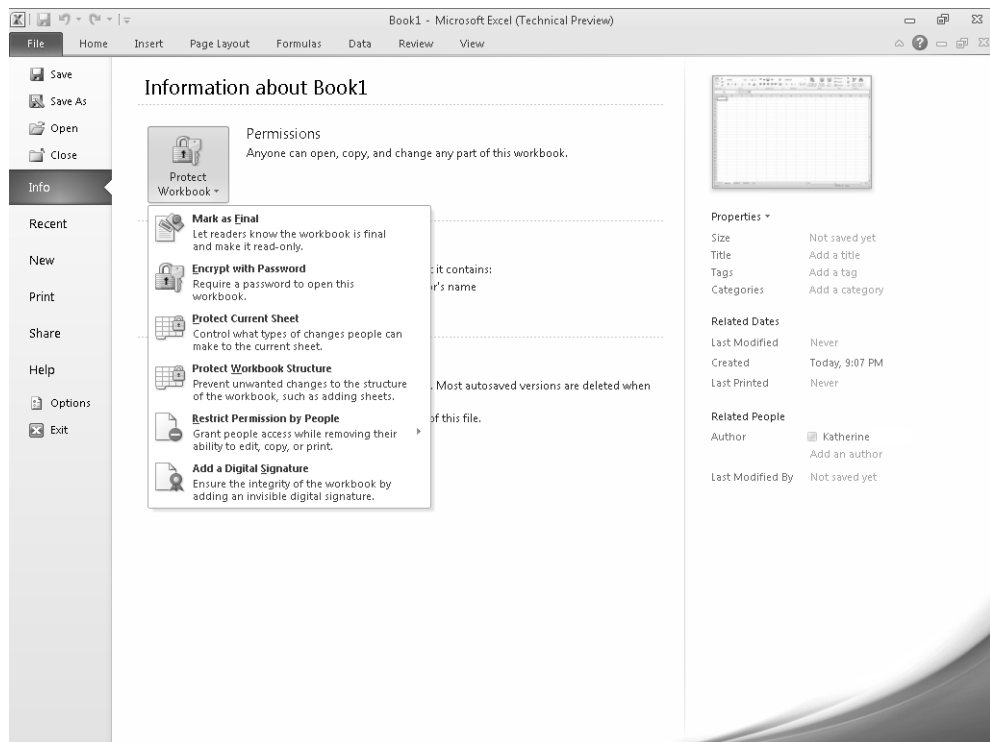 Book1 - Microsoft Excel (Technical Preview)
File Home Insert Page Layout Formulas Data Review View
Save
Save As
Open
Close
Info
Recent
New
Print
Share
Help
Options
Exit
Information about Book1
Protect
Workbook
Permissions
Anyone can open, copy, and change any part of this workbook.
Mark as Final
Let readers know the workbook is final
and make it read-only.
Encrypt with Password
Require a password to open this
workbook.
Protect Current Sheet
Control what types of changes people can
make to the current sheet.
Protect Workbook Structure
Prevent unwanted changes to the structure
of the workbook, such as adding sheets.
Restrict Permission by People
Grant people access while removing their
ability to edit, copy, or print.
Add a Digital Signature
Ensure the integrity of the workbook by
adding an invisible digital signature.
it contains:
name
. Most autosaved versions are deleted when
of this file.
Properties
Size Not saved yet
Title Add a title
Tags Add a tag
Categories Add a category
Related Dates
Last Modified Never
Created Today, 9:07 PM
Last Printed Never
Related People
Author Katherine
Add an author
Last Modified By Not saved yet